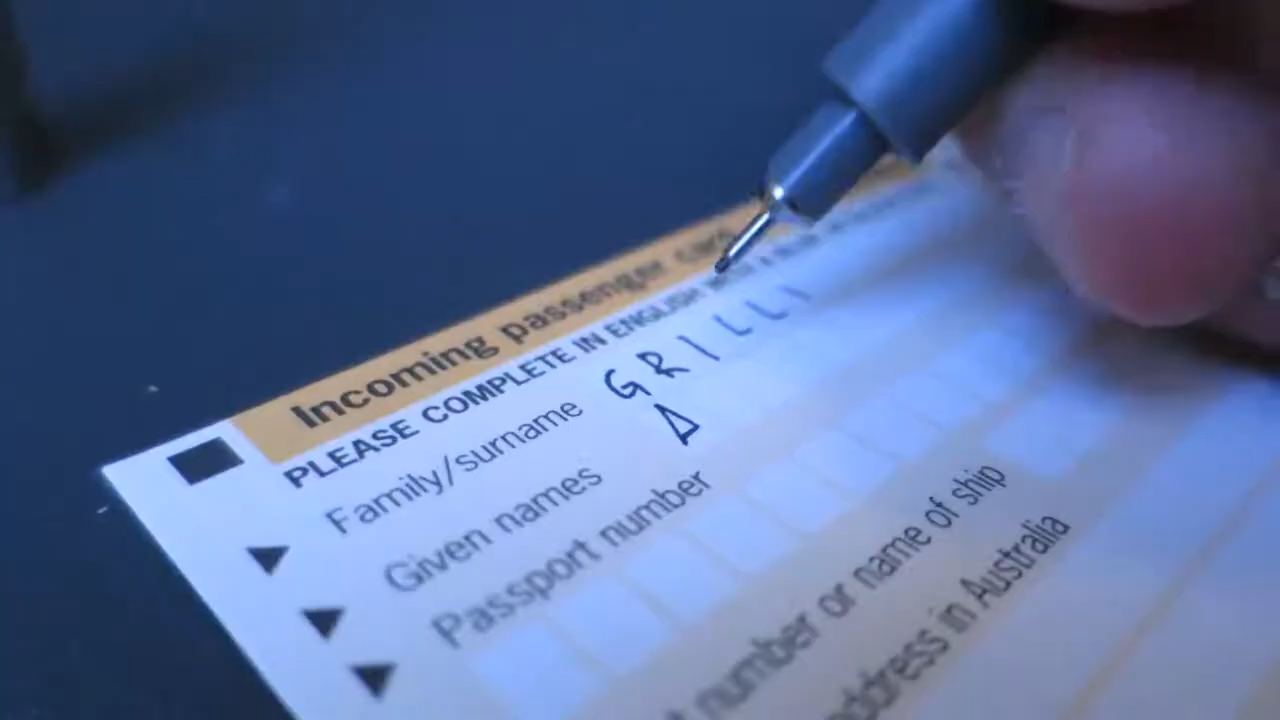 Incoming passenger card
PLEASE COMPLETE IN ENGLISH WITH A
Family/surname GRILLI
Given names A
Passport number
number or name of ship
address in Australia